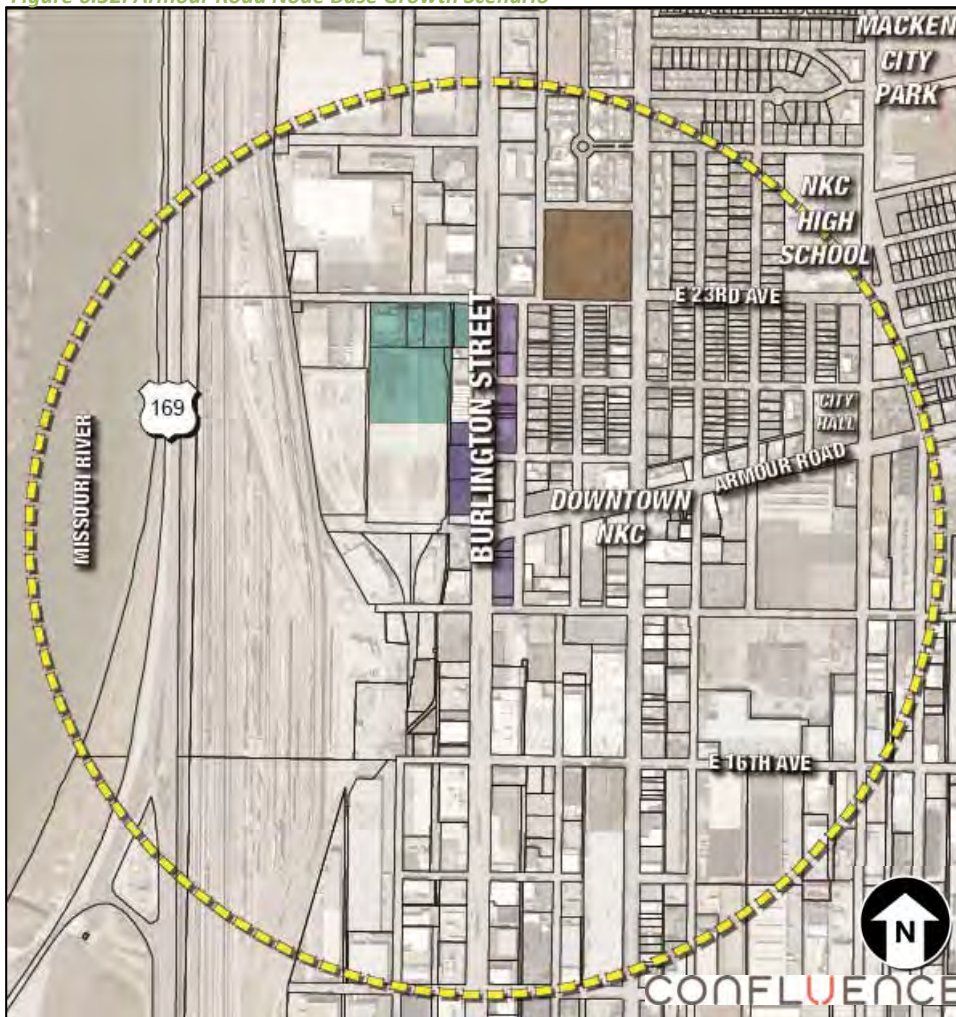 Figure 6.32: Armour Road Node Base Growth Scenario
MACKEN
CITY
PARK
NKC
HIGH
SCHOOL
E 23RD AVE
BURLINGTON STREET
169
MISSOURI RIVER
CITY
HALL
ARMOUR ROAD
DOWNTOWN
NKC
E 16TH AVE
N
CONFLUENCE